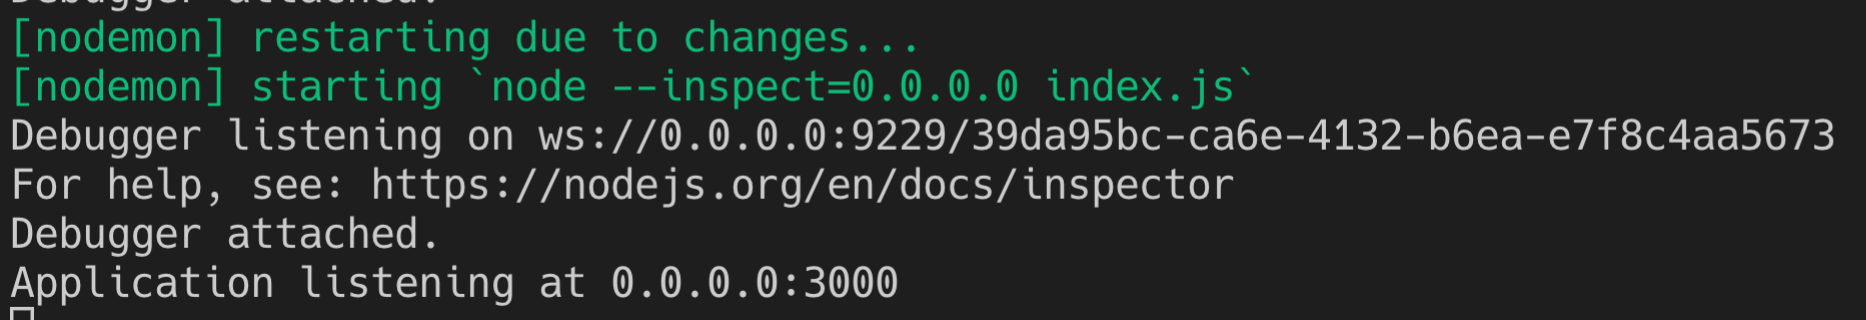 Debugger attached.
[nodemon] restarting due to changes...
[nodemon] starting `node --inspect=0.0.0.0 index.js`
Debugger listening on ws://0.0.0.0:9229/39da95bc-ca6e-4132-b6ea-e7f8c4aa5673
For help, see: https://nodejs.org/en/docs/inspector
Debugger attached.
Application listening at 0.0.0.0:3000